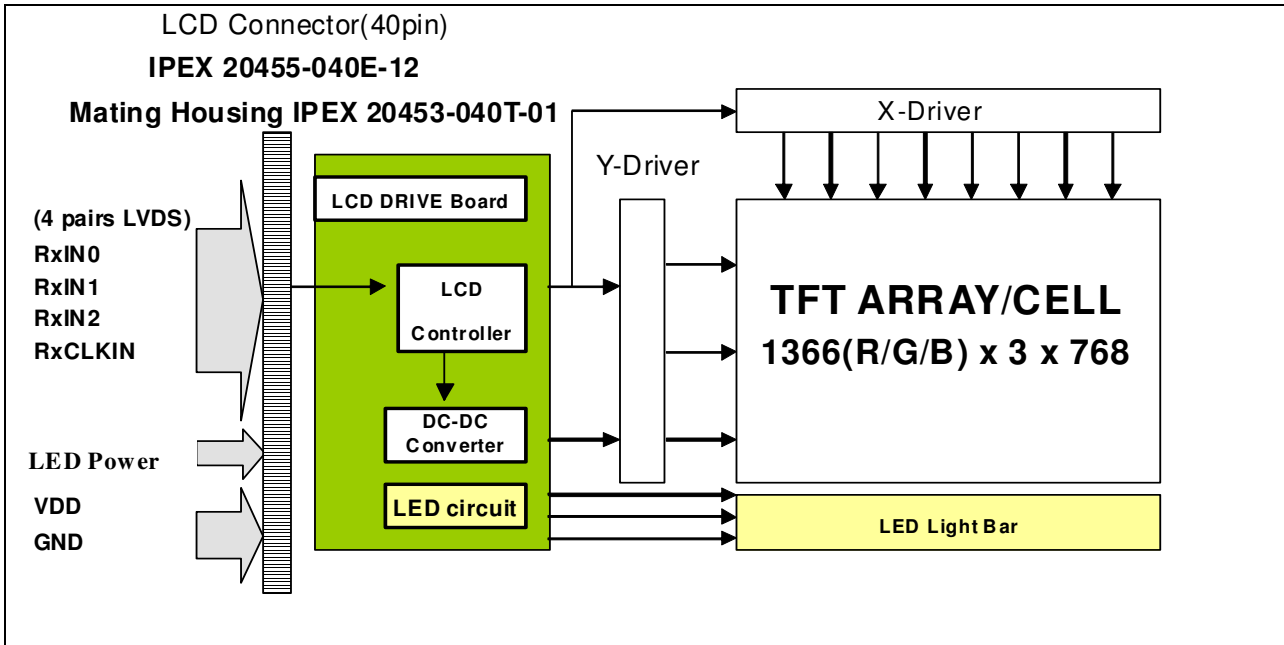 LCD Connector(40pin)
IPEX 20455-040E-12
Mating Housing IPEX 20453-040T-01
X-Driver
Y-Driver
(4 pairs LVDS)
RxIN0
RxIN1
RxIN2
RxCLKIN
LED Power
VDD
GND
LCD DRIVE Board
LCD
Controller
DC-DC
Converter
LED circuit
TFT ARRAY/CELL
1366(R/G/B) x 3 x 768
LED Light Bar